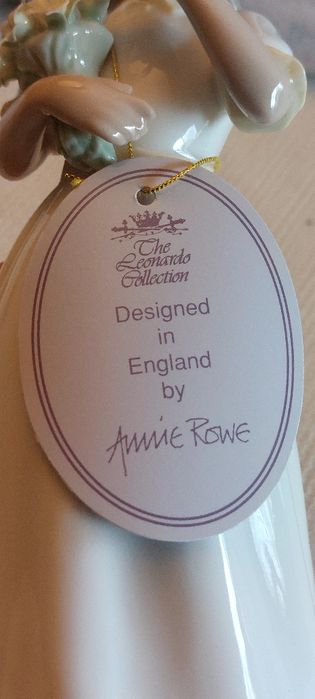 The
Leonardo
Collection
Designed
in
England
by
ANNIE ROWE